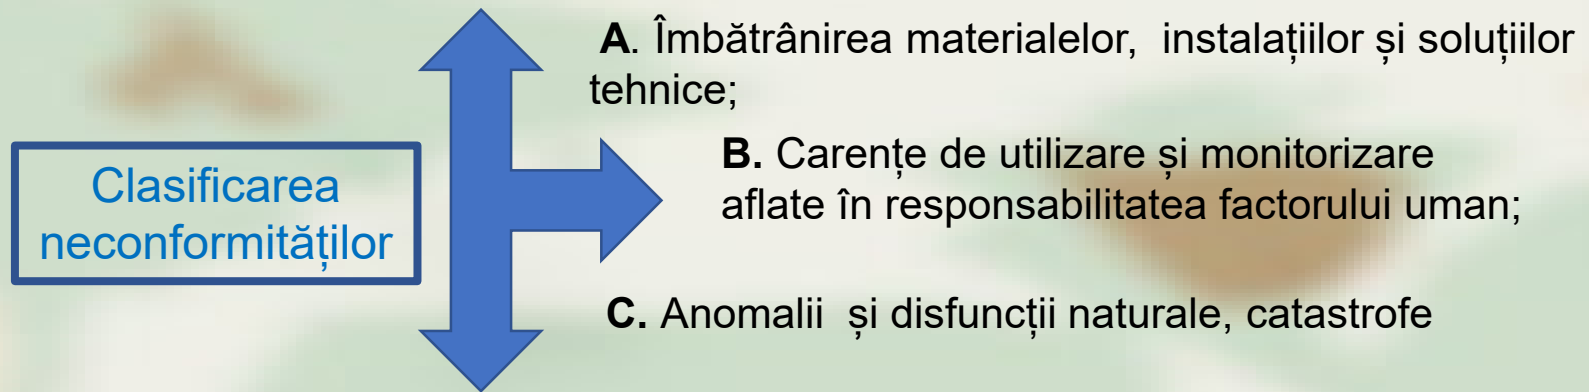 A. Îmbătrânirea materialelor, instalațiilor și soluțiilor
tehnice;
Clasificarea
neconformităților
B. Carențe de utilizare și monitorizare
aflate în responsabilitatea factorului uman;
C. Anomalii și disfuncții naturale, catastrofe